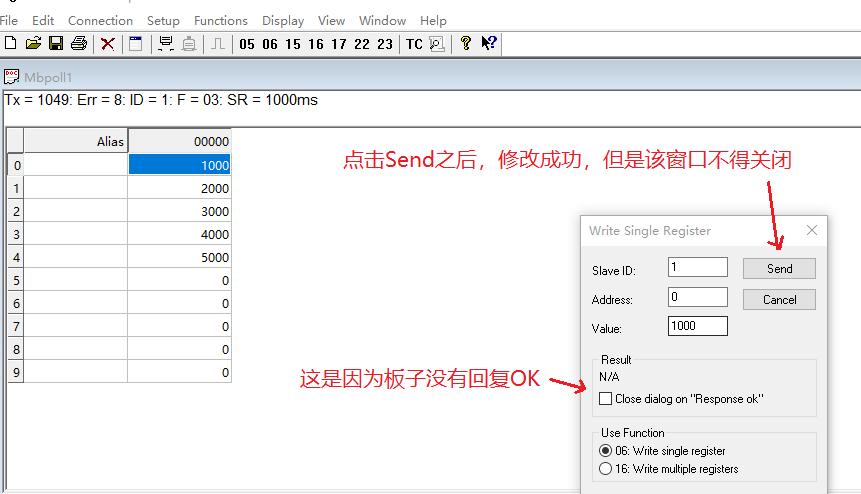 File Edit Connection Setup Functions Display View Window Help
05 06 15 16 17 22 23 TC
Mbpoll1
Tx = 1049: Err = 8: ID = 1: F = 03: SR = 1000ms
Alias 00000
0 1000
1 2000
2 3000
3 4000
4 5000
5 0
6 0
7 0
8 0
9 0
点击Send之后，修改成功，但是该窗口不得关闭
这是因为板子没有回复OK
Write Single Register
Slave ID: 1 Send
Address: 0 Cancel
Value: 1000
Result
N/A
Close dialog on "Response ok"
Use Function
06: Write single register
16: Write multiple registers